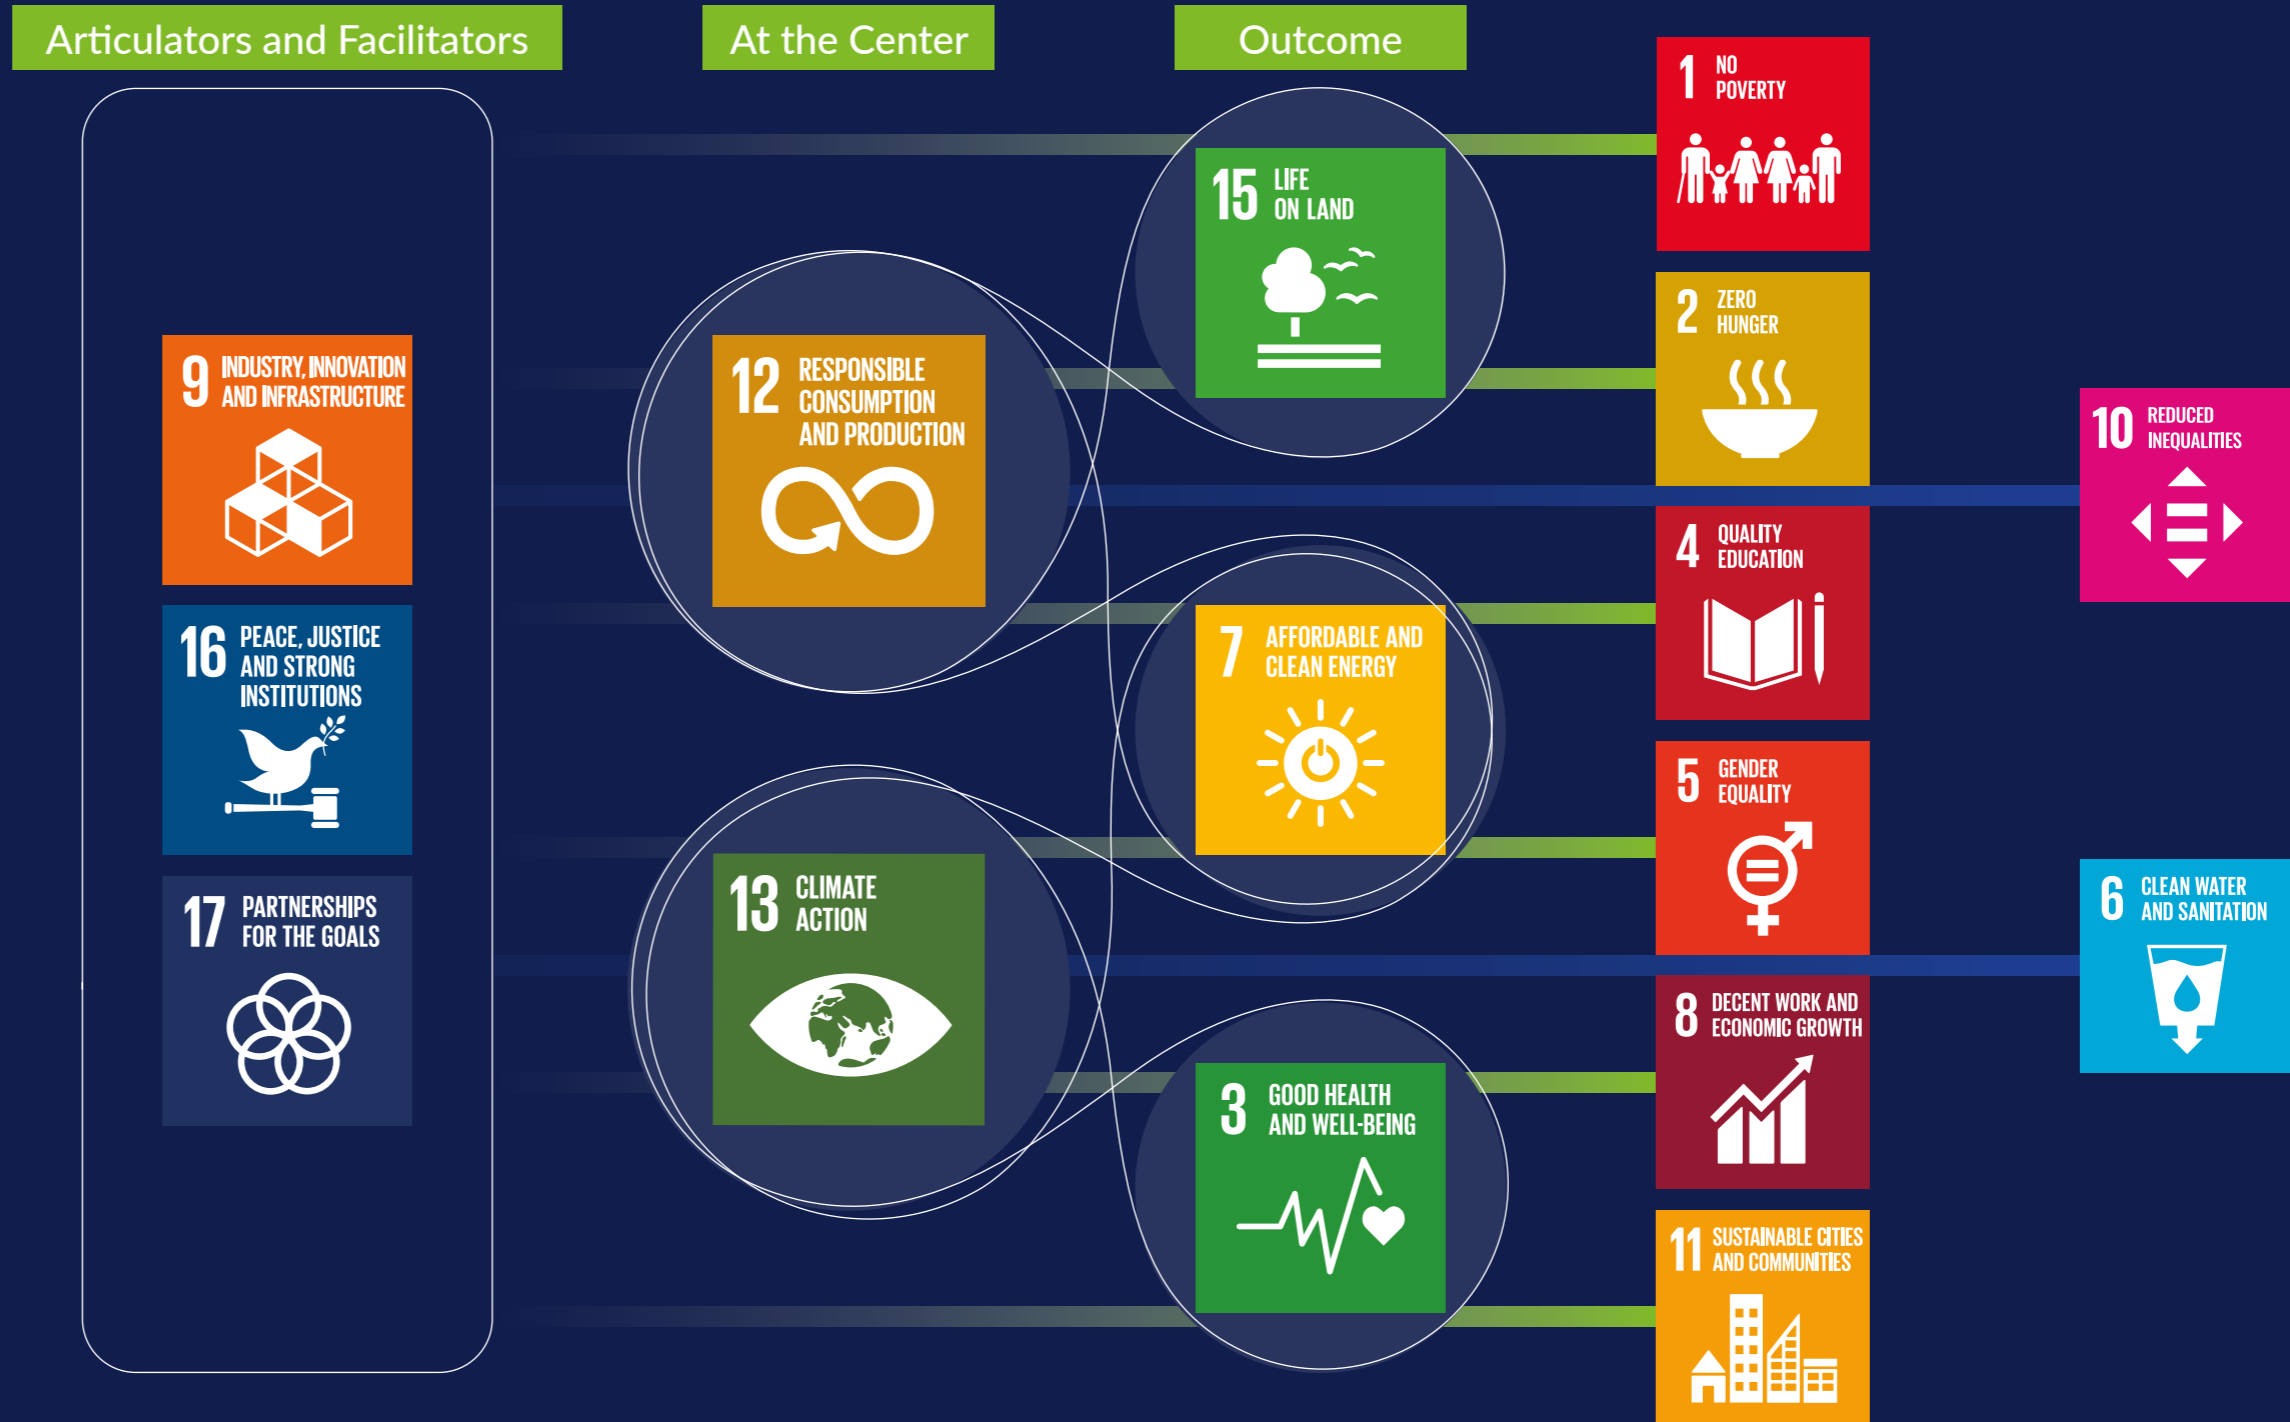 Articulators and Facilitators
At the Center
Outcome
9 INDUSTRY, INNOVATION
AND INFRASTRUCTURE
16 PEACE, JUSTICE
AND STRONG
INSTITUTIONS
17 PARTNERSHIPS
FOR THE GOALS
12 RESPONSIBLE
CONSUMPTION
AND PRODUCTION
13 CLIMATE
ACTION
15 LIFE
ON LAND
7 AFFORDABLE AND
CLEAN ENERGY
3 GOOD HEALTH
AND WELL-BEING
1 NO
POVERTY
2 ZERO
HUNGER
4 QUALITY
EDUCATION
5 GENDER
EQUALITY
8 DECENT WORK AND
ECONOMIC GROWTH
11 SUSTAINABLE CITIES
AND COMMUNITIES
10 REDUCED
INEQUALITIES
6 CLEAN WATER
AND SANITATION